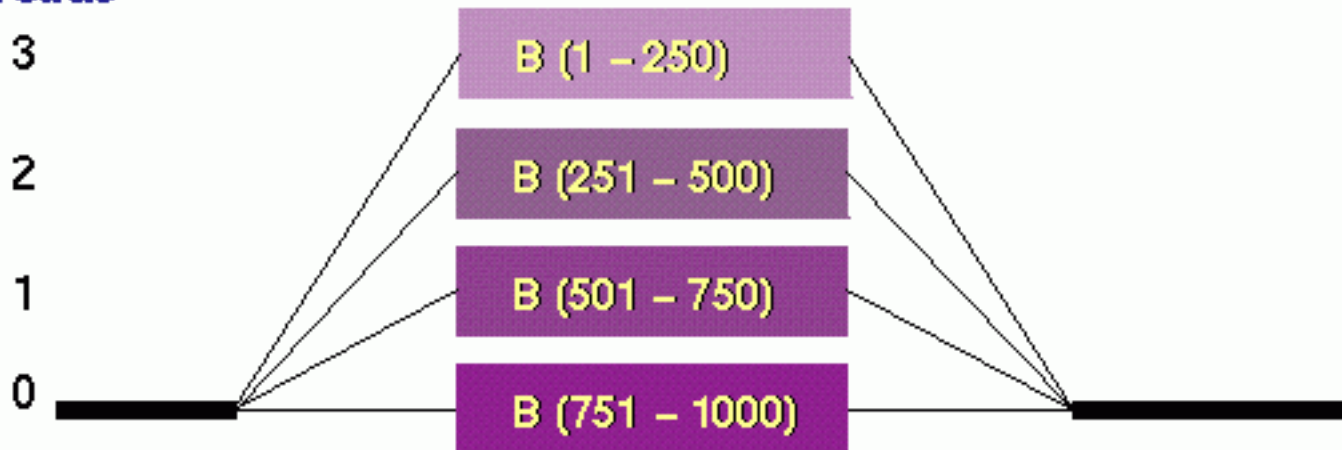 3 B (1 – 250)
2 B (251 – 500)
1 B (501 – 750)
0 B (751 – 1000)